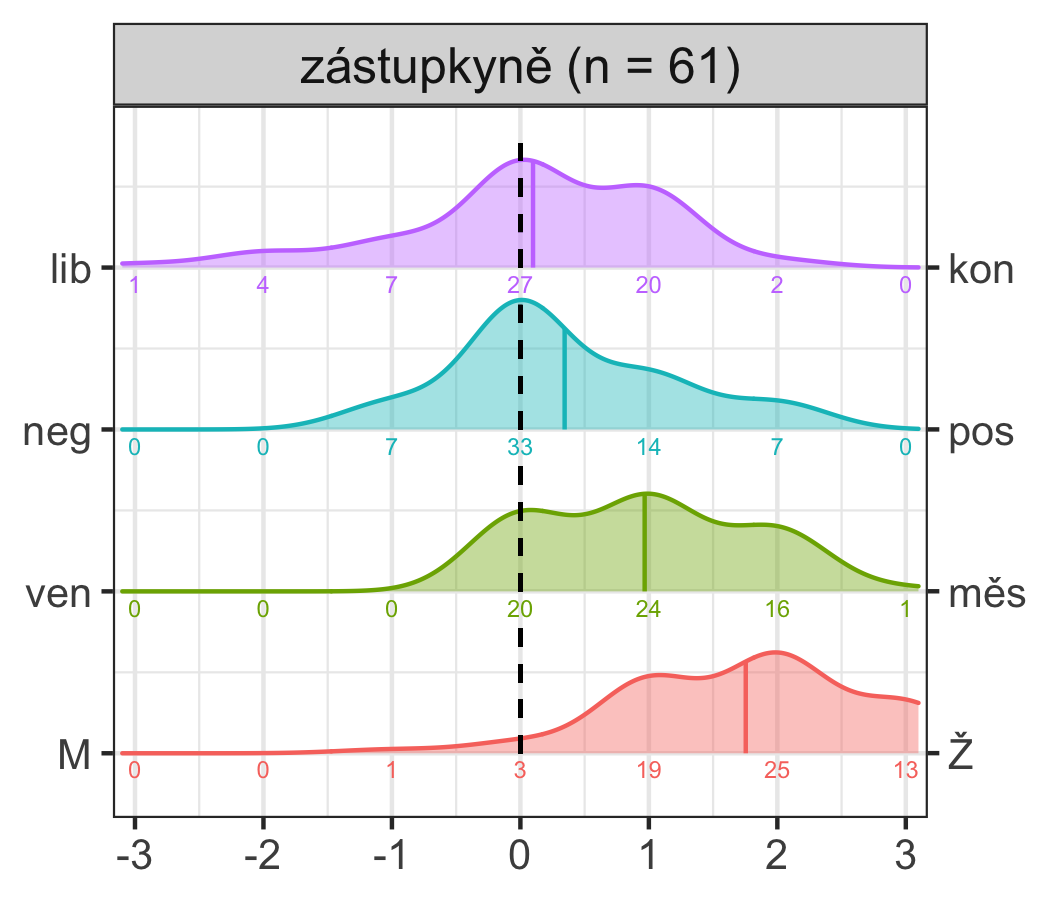 zástupkyně (n = 61)
lib kon
1 4 7 27 20 2 0
neg pos
0 0 7 33 14 7 0
ven měs
0 0 0 20 24 16 1
M Ž
0 0 1 3 19 25 13
-3 -2 -1 0 1 2 3